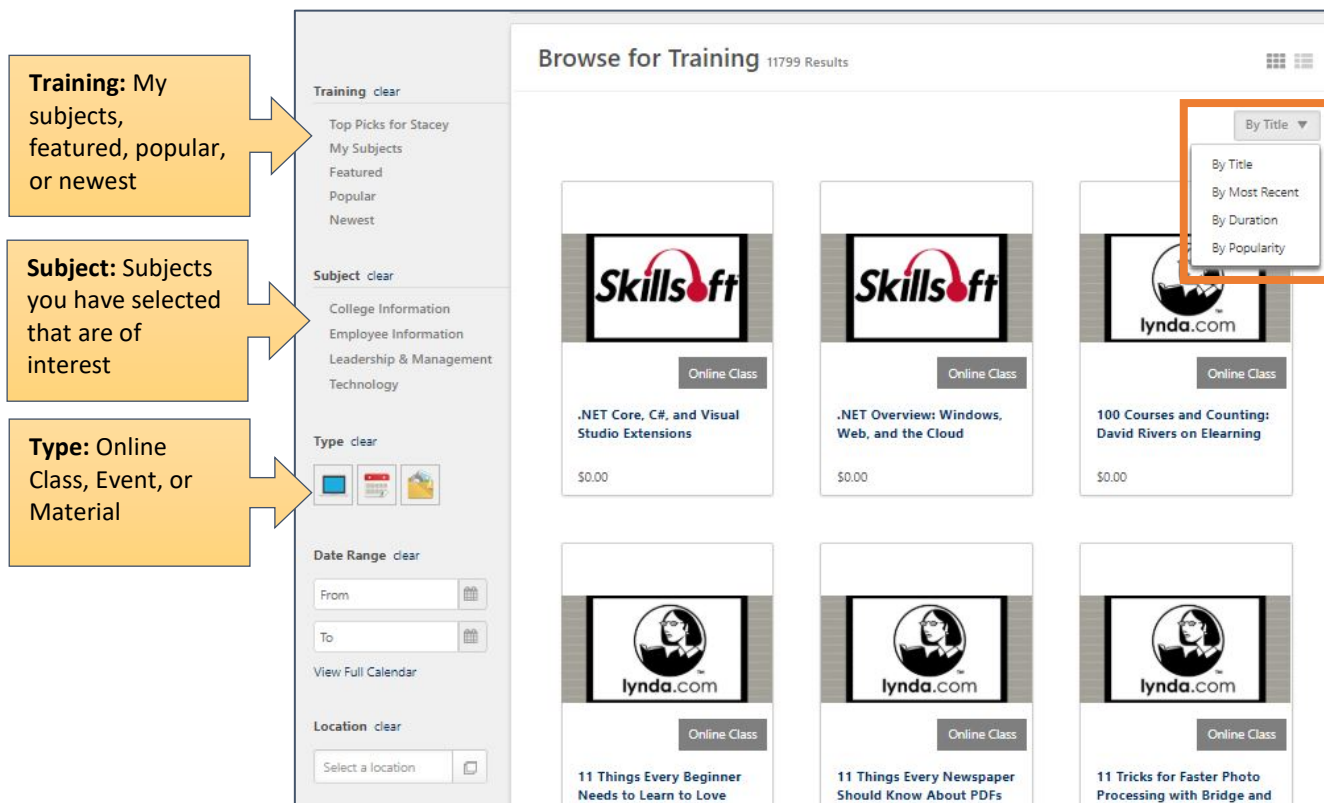 Training: My
subjects,
featured, popular,
or newest
Subject: Subjects
you have selected
that are of
interest
Type: Online
Class, Event, or
Material
Training clear
Top Picks for Stacey
My Subjects
Featured
Popular
Newest
Subject clear
College Information
Employee Information
Leadership & Management
Technology
Type clear
Date Range clear
From
To
View Full Calendar
Location clear
Select a location
Browse for Training 11799 Results
By Title ▼
By Title
By Most Recent
By Duration
By Popularity
Skillsoft
Online Class
.NET Core, C#, and Visual
Studio Extensions
$0.00
Skillsoft
Online Class
.NET Overview: Windows,
Web, and the Cloud
$0.00
lynda.com
Online Class
100 Courses and Counting:
David Rivers on Elearning
$0.00
lynda.com
Online Class
11 Things Every Beginner
Needs to Learn to Love
lynda.com
Online Class
11 Things Every Newspaper
Should Know About PDFs
lynda.com
Online Class
11 Tricks for Faster Photo
Processing with Bridge and